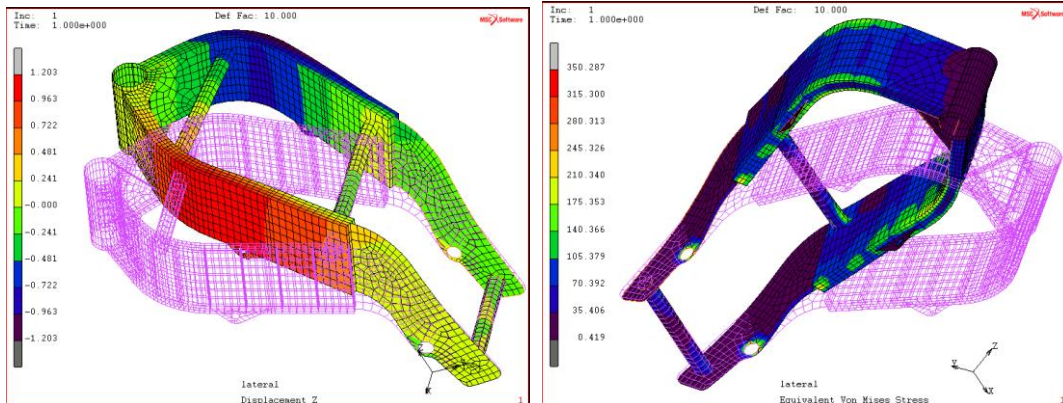 Inc: 1
Time: 1.000e+000
Def Fac: 10.000
MSC Software
1.203
0.963
0.722
0.481
0.241
-0.000
-0.241
-0.481
-0.722
-0.963
-1.203
lateral
Displacement Z
1
Inc: 1
Time: 1.000e+000
Def Fac: 10.000
MSC Software
350.287
315.300
280.313
245.326
210.340
175.353
140.366
105.379
70.392
35.406
0.419
Z
Y
X
lateral
Equivalent Von Mises Stress